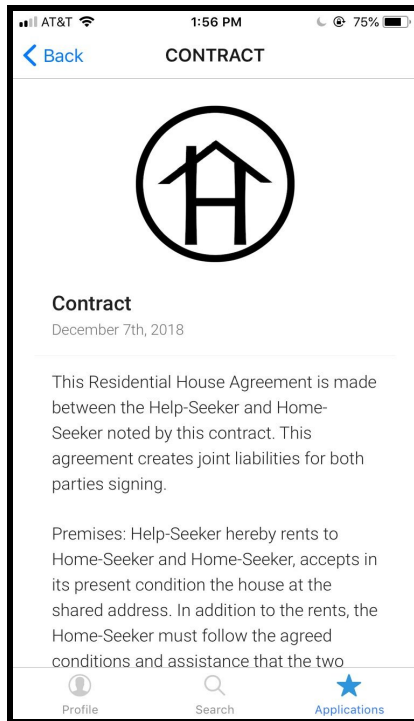 AT&T 1:56 PM 75%
Back CONTRACT
Contract
December 7th, 2018
This Residential House Agreement is made
between the Help-Seeker and Home-
Seeker noted by this contract. This
agreement creates joint liabilities for both
parties signing.
Premises: Help-Seeker hereby rents to
Home-Seeker and Home-Seeker, accepts in
its present condition the house at the
shared address. In addition to the rents, the
Home-Seeker must follow the agreed
conditions and assistance that the two
Profile Search Applications